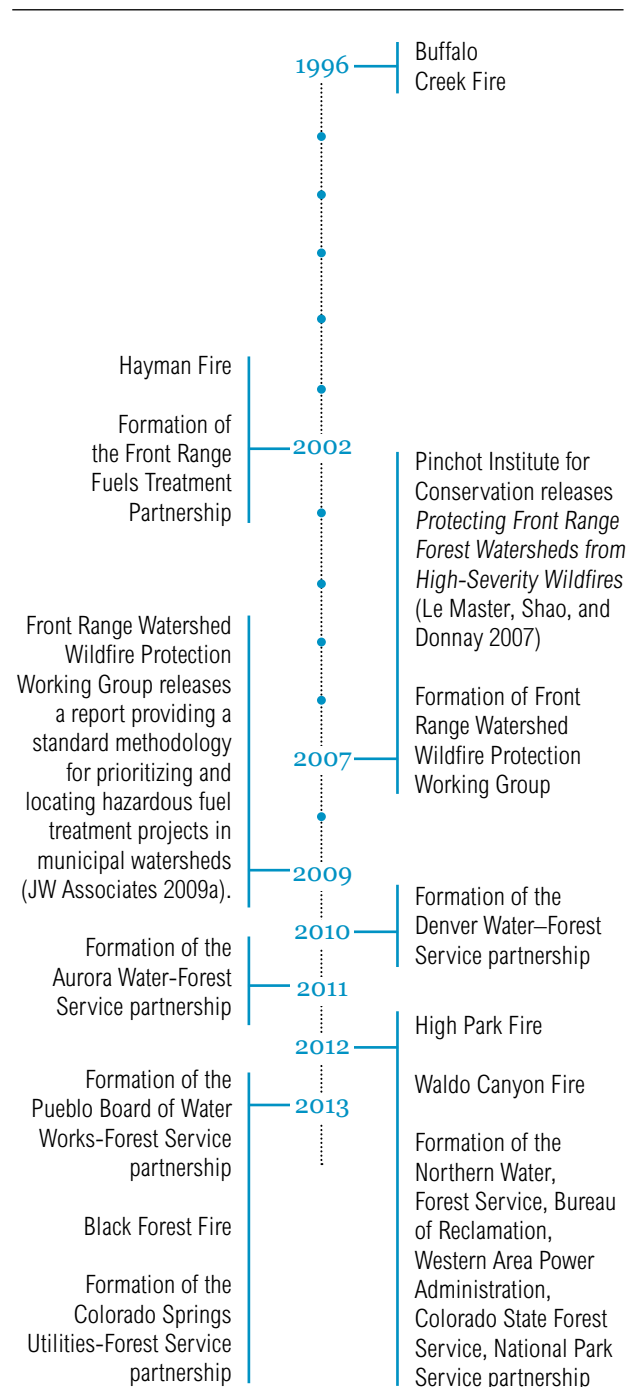 1996
Buffalo
Creek Fire
Hayman Fire
Formation of
the Front Range
Fuels Treatment
Partnership
2002
Pinchot Institute for
Conservation releases
Protecting Front Range
Forest Watersheds from
High-Severity Wildfires
(Le Master, Shao, and
Donnay 2007)
Formation of Front
Range Watershed
Wildfire Protection
Working Group
2007
Front Range Watershed
Wildfire Protection
Working Group releases
a report providing a
standard methodology
for prioritizing and
locating hazardous fuel
treatment projects in
municipal watersheds
(JW Associates 2009a).
2009
2010
Formation of the
Denver Water–Forest
Service partnership
Formation of the
Aurora Water-Forest
Service partnership
2011
2012
High Park Fire
Waldo Canyon Fire
Formation of the
Northern Water,
Forest Service, Bureau
of Reclamation,
Western Area Power
Administration,
Colorado State Forest
Service, National Park
Service partnership
Formation of the
Pueblo Board of Water
Works-Forest Service
partnership
2013
Black Forest Fire
Formation of the
Colorado Springs
Utilities-Forest Service
partnership